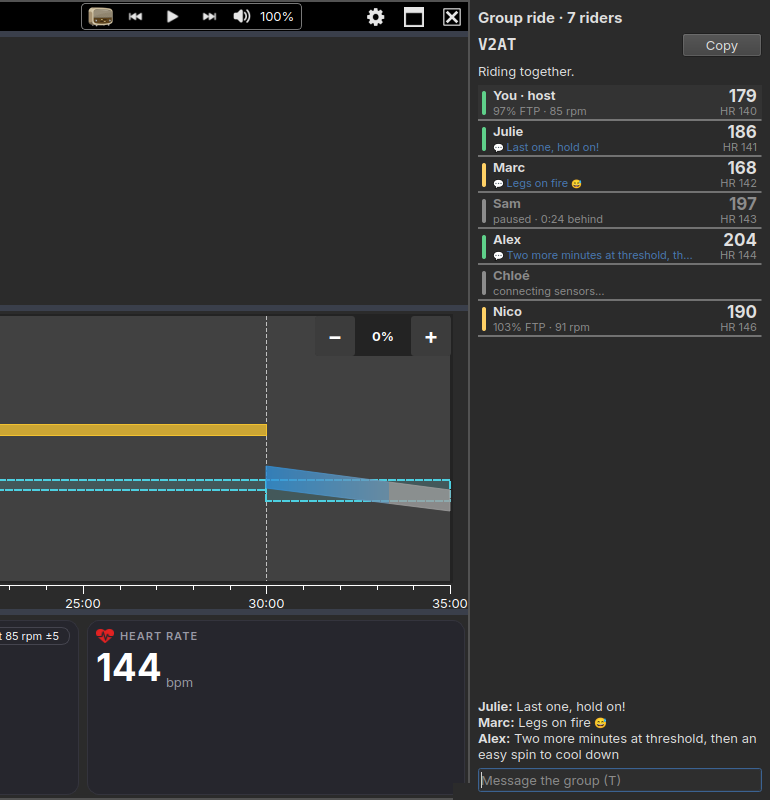 100%
Group ride · 7 riders
V2AT
Copy
Riding together.
You · host
179
97% FTP · 85 rpm
HR 140
Julie
186
💬 Last one, hold on!
HR 141
Marc
168
💬 Legs on fire 😅
HR 142
Sam
197
paused · 0:24 behind
HR 143
Alex
204
💬 Two more minutes at threshold, th...
HR 144
Chloé
connecting sensors...
Nico
190
103% FTP · 91 rpm
HR 146
− 0% +
25:00
30:00
35:00
t 85 rpm ±5
HEART RATE
144 bpm
Julie: Last one, hold on!
Marc: Legs on fire 😅
Alex: Two more minutes at threshold, then an
easy spin to cool down
Message the group (T)